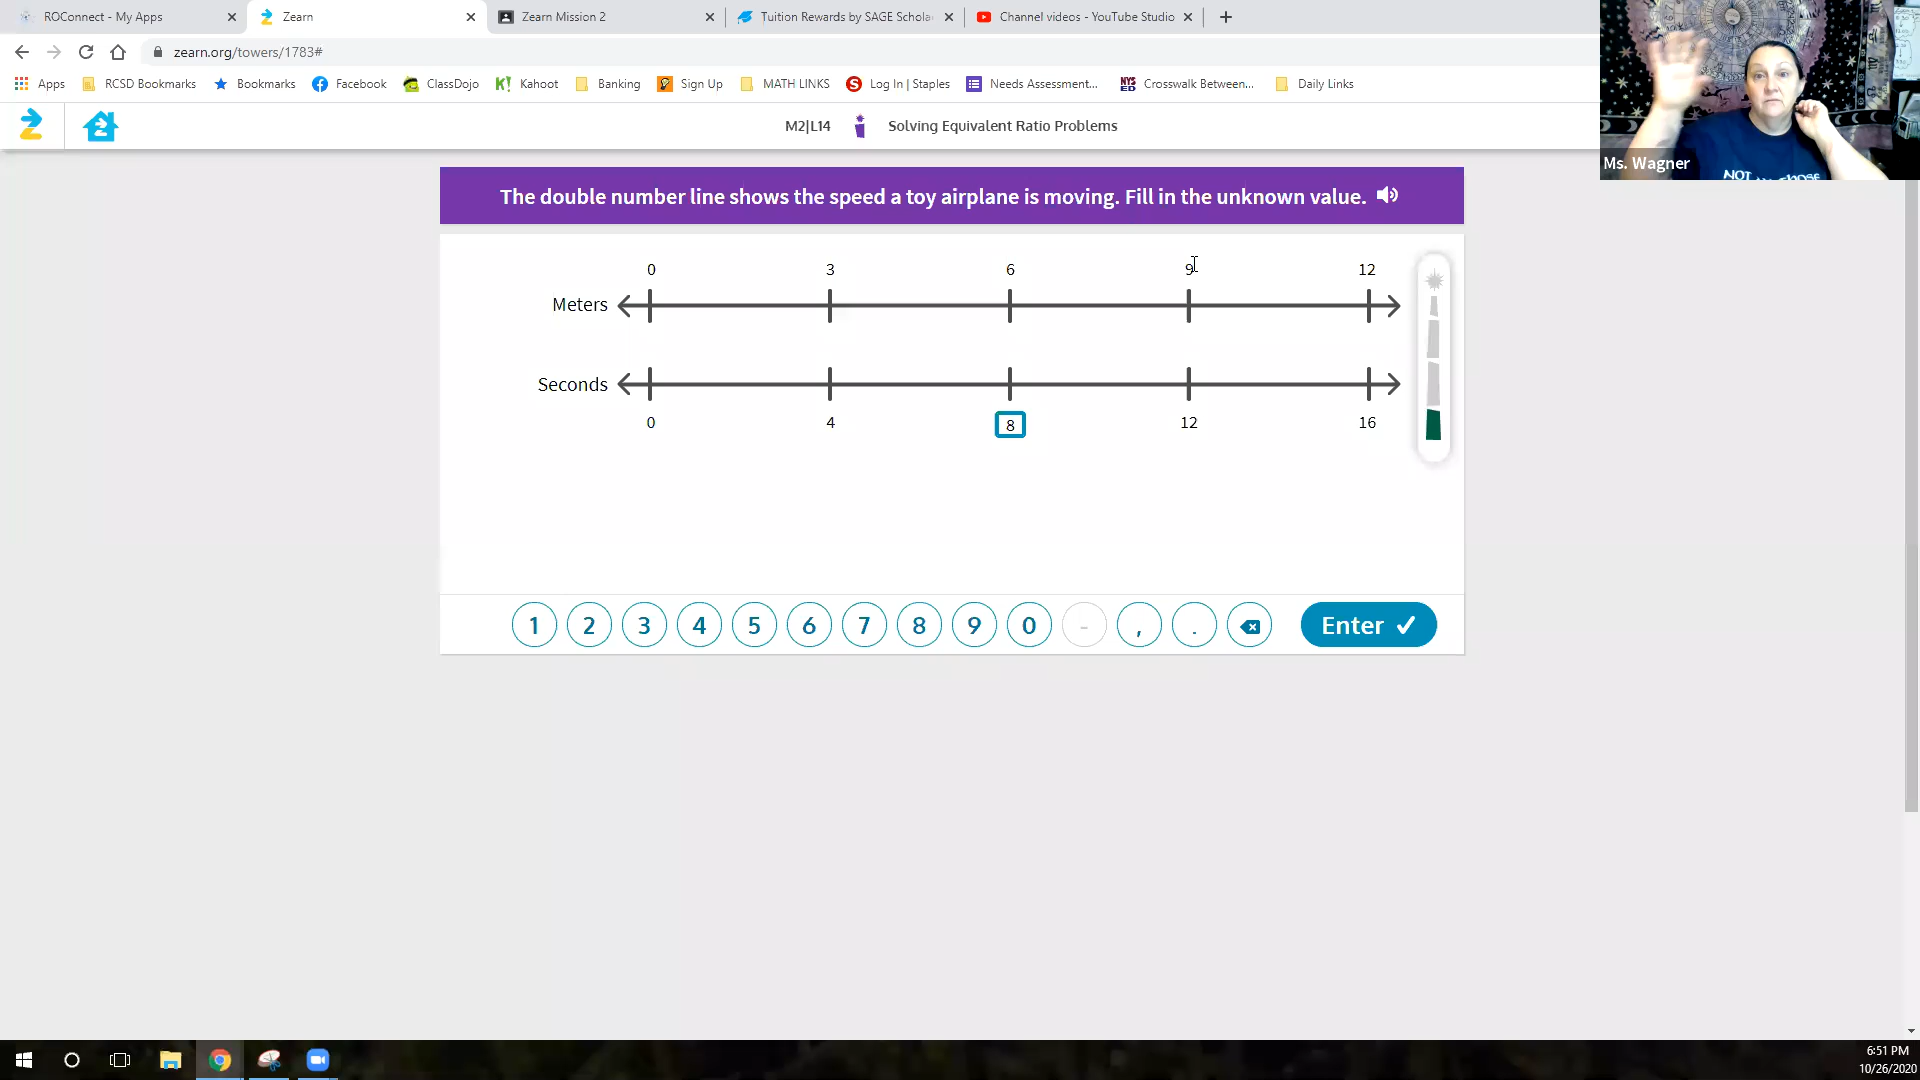 ROConnect - My Apps
Zearn
Zearn Mission 2
Tuition Rewards by SAGE Schola
Channel videos - YouTube Studio
zearn.org/towers/1783#
Apps
RCSD Bookmarks
Bookmarks
Facebook
ClassDojo
K! Kahoot
Banking
Sign Up
MATH LINKS
Log In | Staples
Needs Assessment...
NYS ED Crosswalk Between...
Daily Links
M2|L14 Solving Equivalent Ratio Problems
Ms. Wagner
NOT
The double number line shows the speed a toy airplane is moving. Fill in the unknown value.
0 3 6 9 12
Meters
Seconds
0 4 8 12 16
1 2 3 4 5 6 7 8 9 0 - , . Enter
6:51 PM
10/26/2020